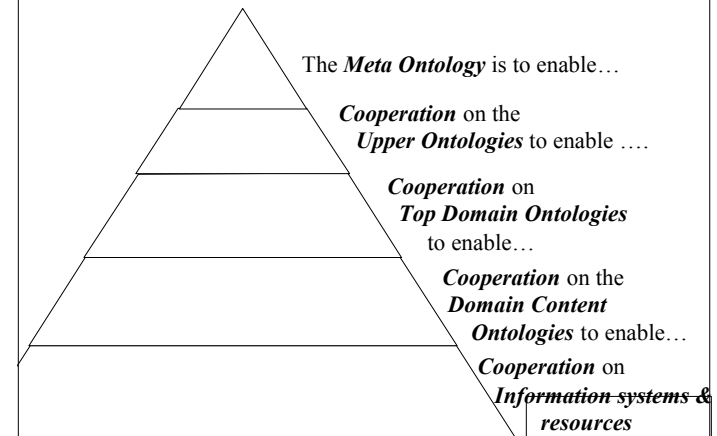 The Meta Ontology is to enable…
Cooperation on the
Upper Ontologies to enable ….
Cooperation on
Top Domain Ontologies
to enable…
Cooperation on the
Domain Content
Ontologies to enable…
Cooperation on
Information systems &
resources